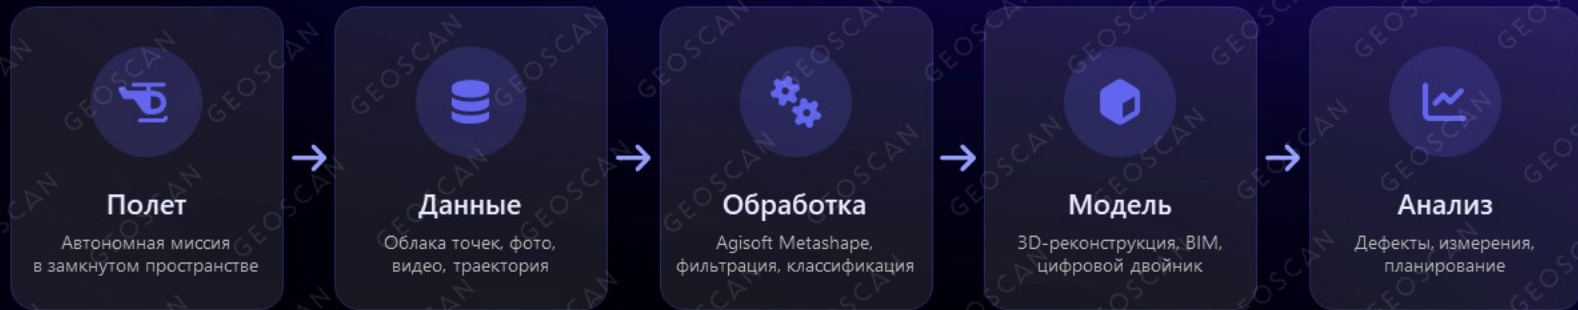 Полет
Автономная миссия
в замкнутом пространстве
Данные
Облака точек, фото,
видео, траектория
Обработка
Agisoft Metashape,
фильтрация, классификация
Модель
3D-реконструкция, BIM,
цифровой двойник
Анализ
Дефекты, измерения,
планирование
GEOSCAN